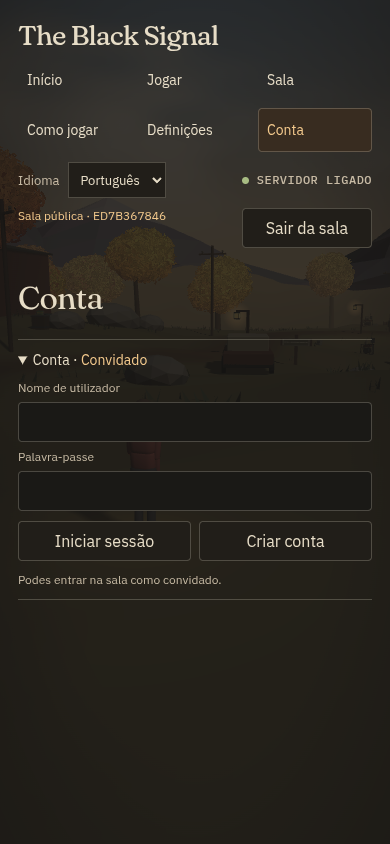 The Black Signal
Início Jogar Sala
Como jogar Definições Conta
Idioma Português SERVIDOR LIGADO
Sala pública · ED7B367846
Sair da sala
Conta
Conta · Convidado
Nome de utilizador
Palavra-passe
Iniciar sessão Criar conta
Podes entrar na sala como convidado.